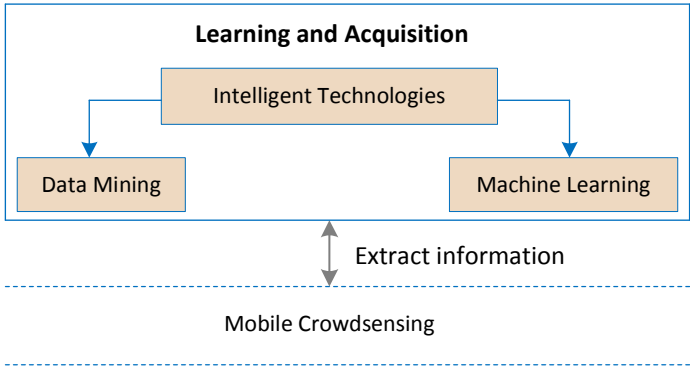 Learning and Acquisition
Intelligent Technologies
Data Mining
Machine Learning
Extract information
Mobile Crowdsensing